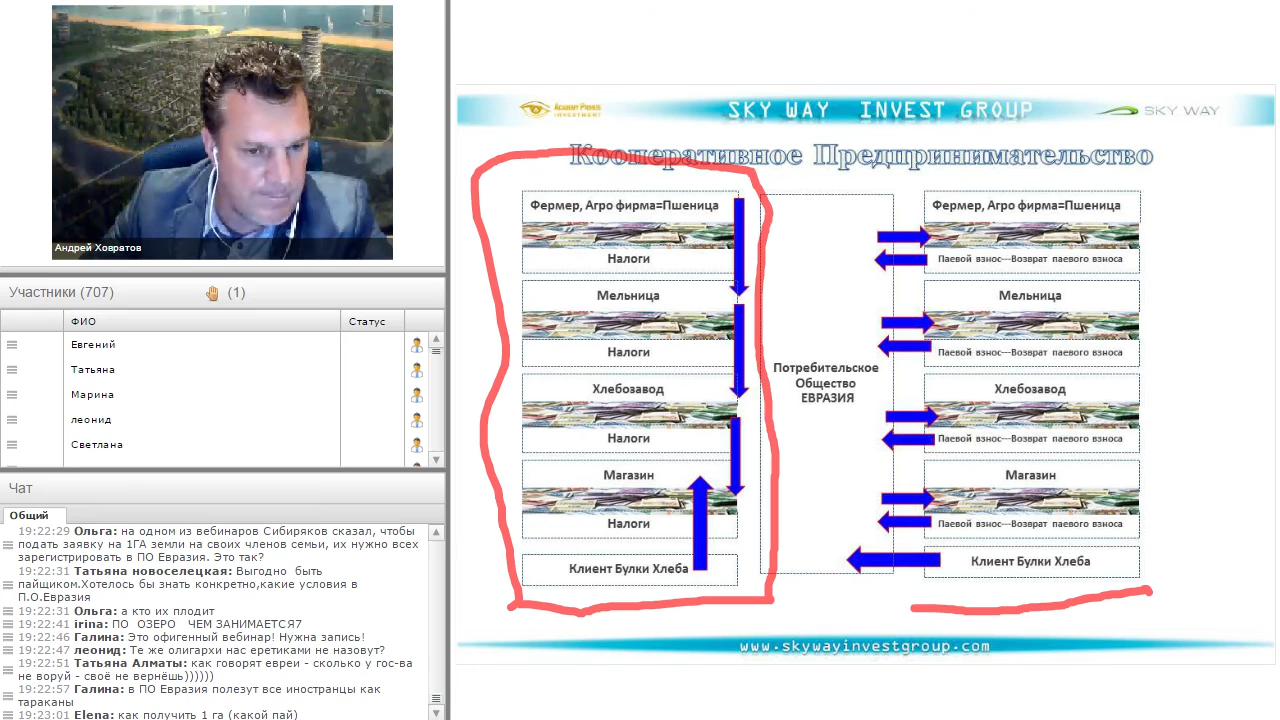 Андрей Ховратов
Участники (707)
(1)
ФИО
Статус
Евгений
Татьяна
Марина
леонид
Светлана
Чат
Общий
19:22:29 Ольга: на одном из вебинаров Сибиряков сказал, чтобы
подать заявку на 1ГА земли на своих членов семьи, их нужно всех
зарегистрировать в ПО Евразия. Это так?
19:22:31 Татьяна новоселецкая: Выгодно быть
пайщиком.Хотелось бы знать конкретно,какие условия в
П.О.Евразия
19:22:31 Ольга: а кто их плодит
19:22:41 irina: ПО ОЗЕРО ЧЕМ ЗАНИМАЕТСЯ7
19:22:46 Галина: Это офигенный вебинар! Нужна запись!
19:22:47 леонид: Те же олигархи нас еретиками не назовут?
19:22:51 Татьяна Алматы: как говорят евреи - сколько у гос-ва
не воруй - своё не вернёшь))))))
19:22:57 Галина: в ПО Евразия полезут все иностранцы как
тараканы
19:23:01 Elena: как получить 1 га (какой пай)
ACADEMY PRIVATE
INVESTMENT
SKY WAY INVEST GROUP
SKY WAY
Кооперативное Предпринимательство
Фермер, Агро фирма=Пшеница
Налоги
Мельница
Налоги
Хлебозавод
Налоги
Магазин
Налоги
Клиент Булки Хлеба
Потребительское
Общество
ЕВРАЗИЯ
Фермер, Агро фирма=Пшеница
Паевой взнос---Возврат паевого взноса
Мельница
Паевой взнос---Возврат паевого взноса
Хлебозавод
Паевой взнос---Возврат паевого взноса
Магазин
Паевой взнос---Возврат паевого взноса
Клиент Булки Хлеба
www.skywayinvestgroup.com